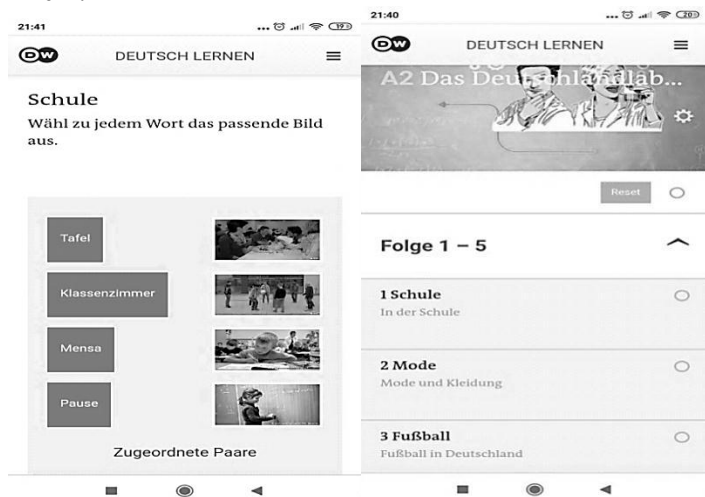 21:41
19
DW
DEUTSCH LERNEN
Schule
Wähl zu jedem Wort das passende Bild
aus.
Tafel
Klassenzimmer
Mensa
Pause
Zugeordnete Paare
21:40
20
DW
DEUTSCH LERNEN
A2 Das Deutschlandlab...
Reset
Folge 1 – 5
1 Schule
In der Schule
2 Mode
Mode und Kleidung
3 Fußball
Fußball in Deutschland